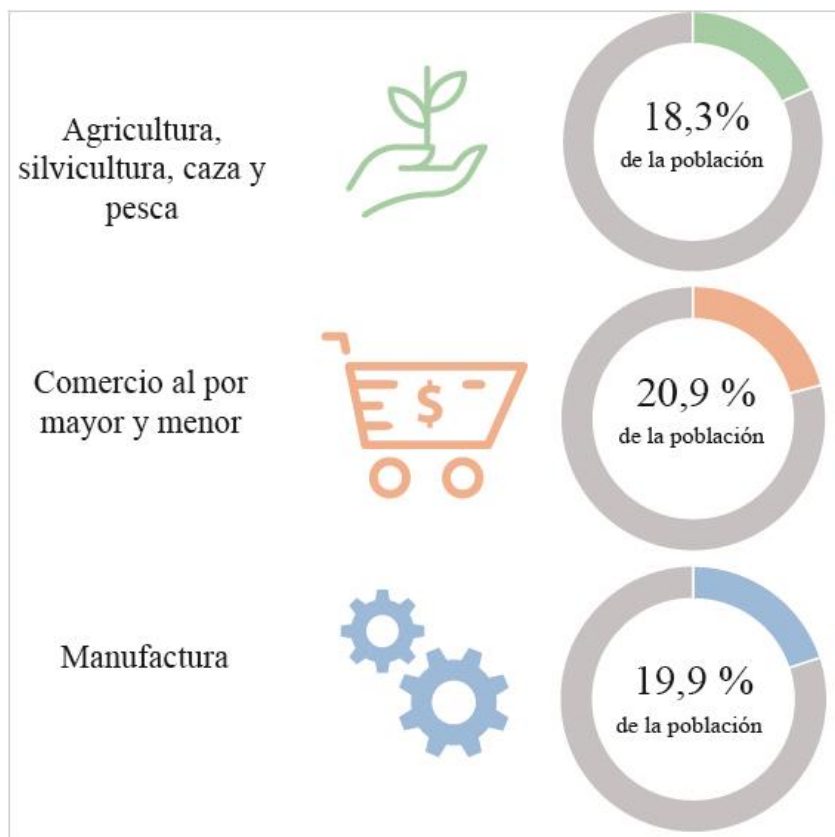 Agricultura,
silvicultura, caza y
pesca
18,3%
de la población
Comercio al por
mayor y menor
$
20,9 %
de la población
Manufactura
19,9 %
de la población